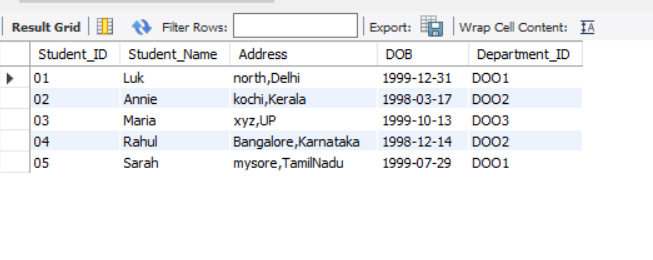 Result Grid Filter Rows: Export: Wrap Cell Content:
Student_ID Student_Name Address DOB Department_ID
01 Luk north,Delhi 1999-12-31 DOO1
02 Annie kochi,Kerala 1998-03-17 DOO2
03 Maria xyz,UP 1999-10-13 DOO3
04 Rahul Bangalore,Karnataka 1998-12-14 DOO2
05 Sarah mysore,TamilNadu 1999-07-29 DOO1